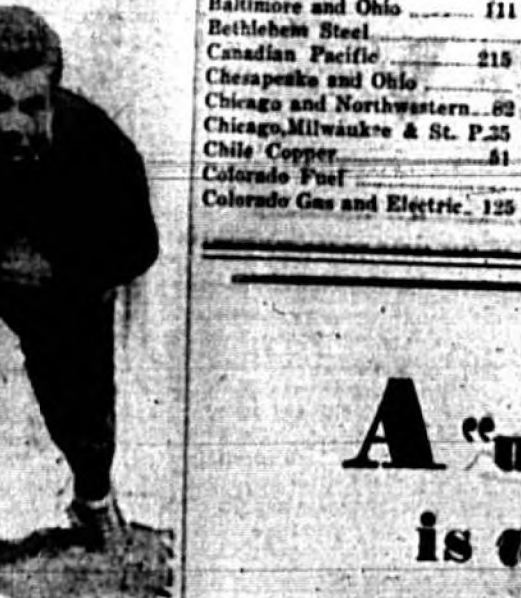 Baltimore and Ohio ........ 111
Bethlehem Steel
Canadian Pacific ........ 215
Chesapeake and Ohio ........
Chicago and Northwestern...82
Chicago, Milwaukee & St. P.35
Chile Copper........ 51
Colorado Fuel ........
Colorado Gas and Electric.. 125
A "
is